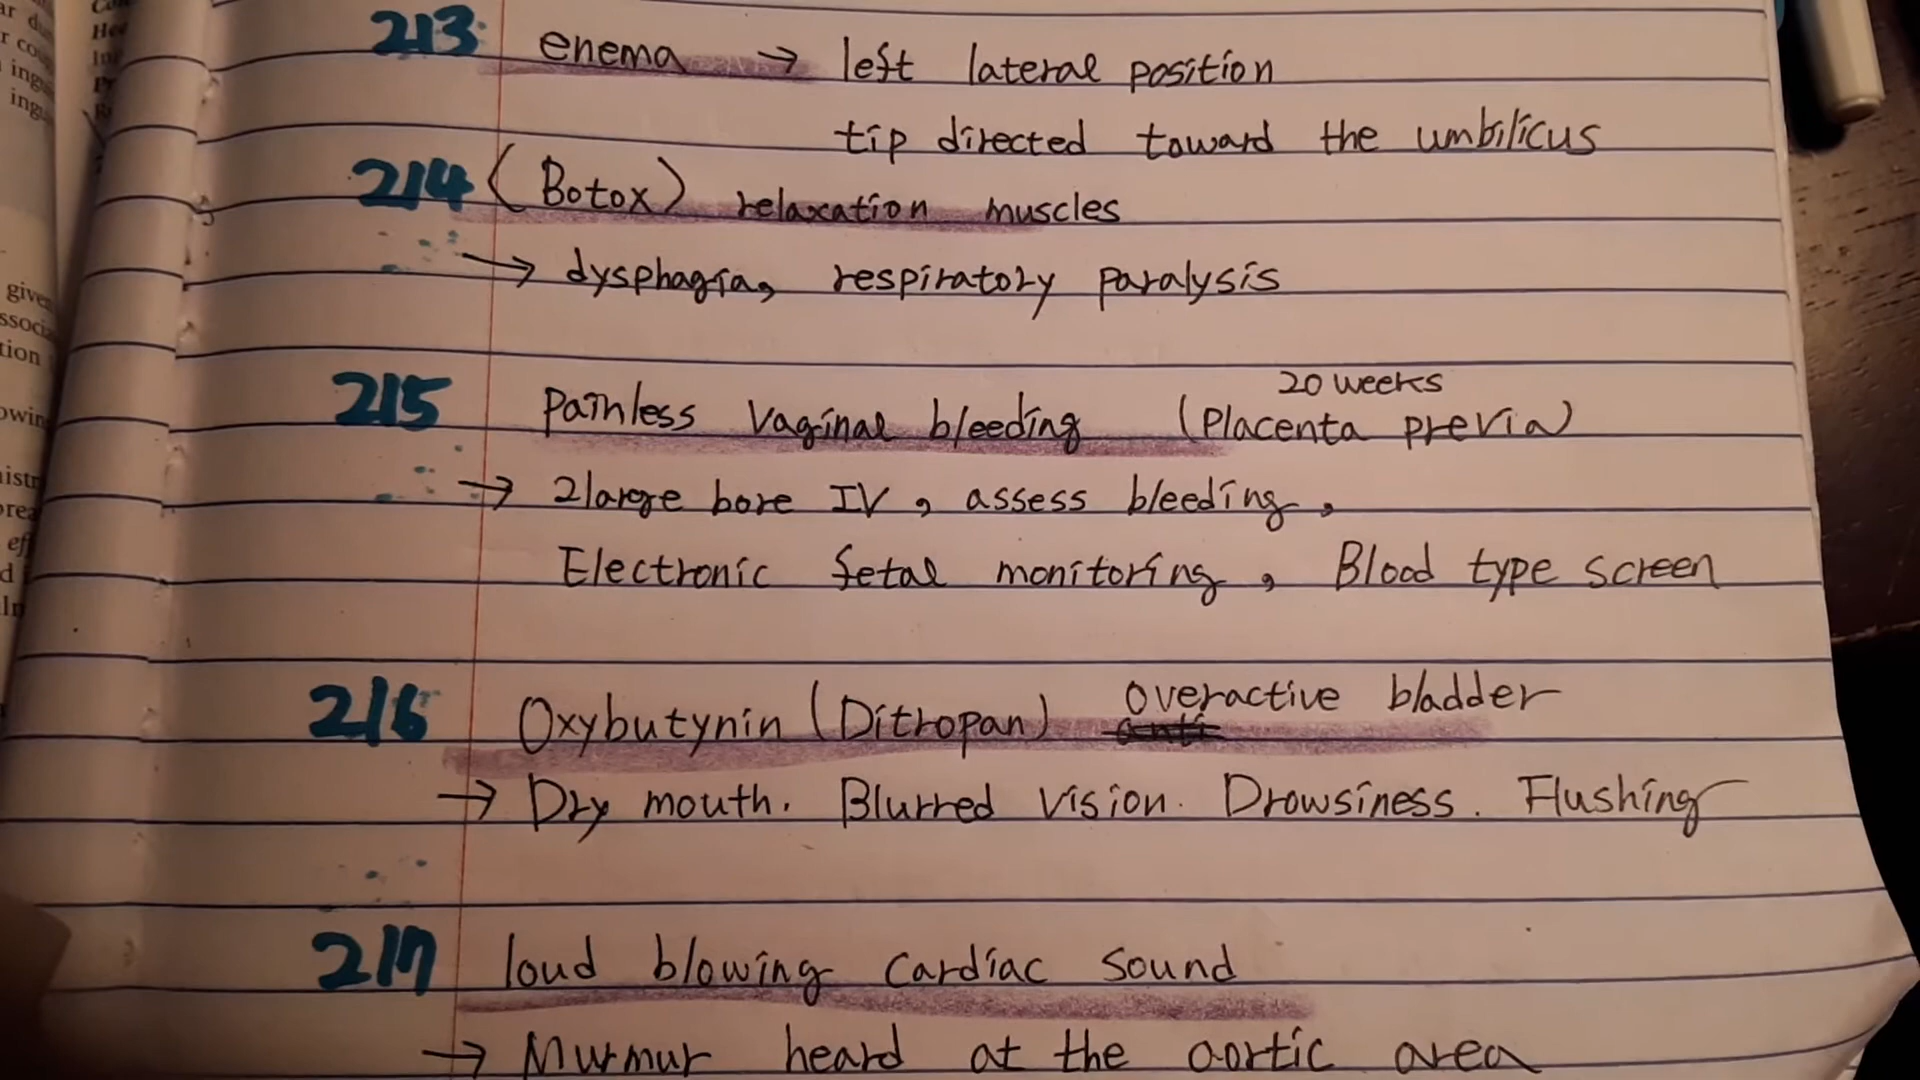 213 enema → left lateral position
tip directed toward the umbilicus
214 (Botox) relaxation muscles
→ dysphagia, respiratory paralysis
20 weeks
215 Painless vaginal bleeding (Placenta previa)
→ 2 large bore IV, assess bleeding,
Electronic fetal monitoring, Blood type screen
216 Oxybutynin (Ditropan) overactive bladder
→ Dry mouth. Blurred vision. Drowsiness. Flushing
217 loud blowing cardiac sound
→ Murmur heard at the aortic area